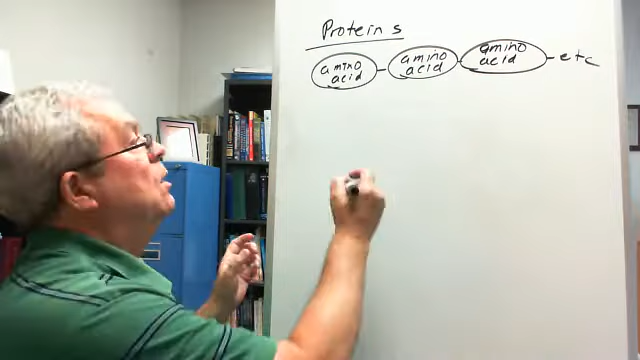 Proteins
amino acid - amino acid - amino acid - etc